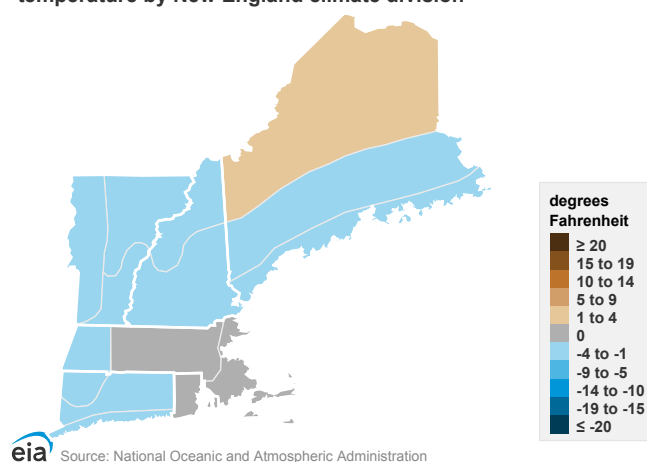 temperature by New England climate division
degrees
Fahrenheit
≥ 20
15 to 19
10 to 14
5 to 9
1 to 4
0
-4 to -1
-9 to -5
-14 to -10
-19 to -15
≤ -20
eia Source: National Oceanic and Atmospheric Administration